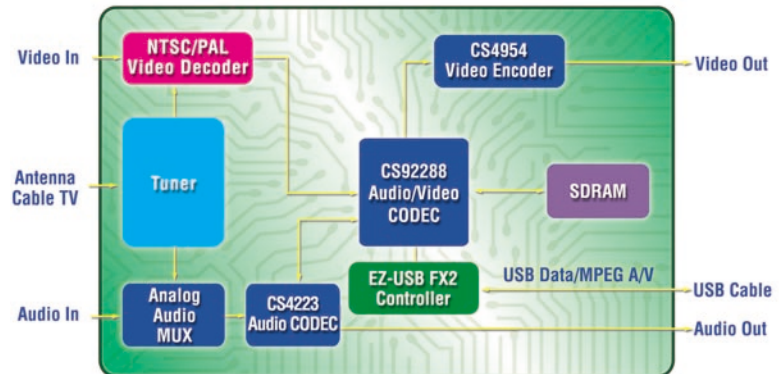 Video In
NTSC/PAL
Video Decoder
CS4954
Video Encoder
Video Out
Antenna
Cable TV
Tuner
CS92288
Audio/Video
CODEC
SDRAM
EZ-USB FX2
Controller
USB Data/MPEG A/V
USB Cable
Audio In
Analog
Audio
MUX
CS4223
Audio CODEC
Audio Out